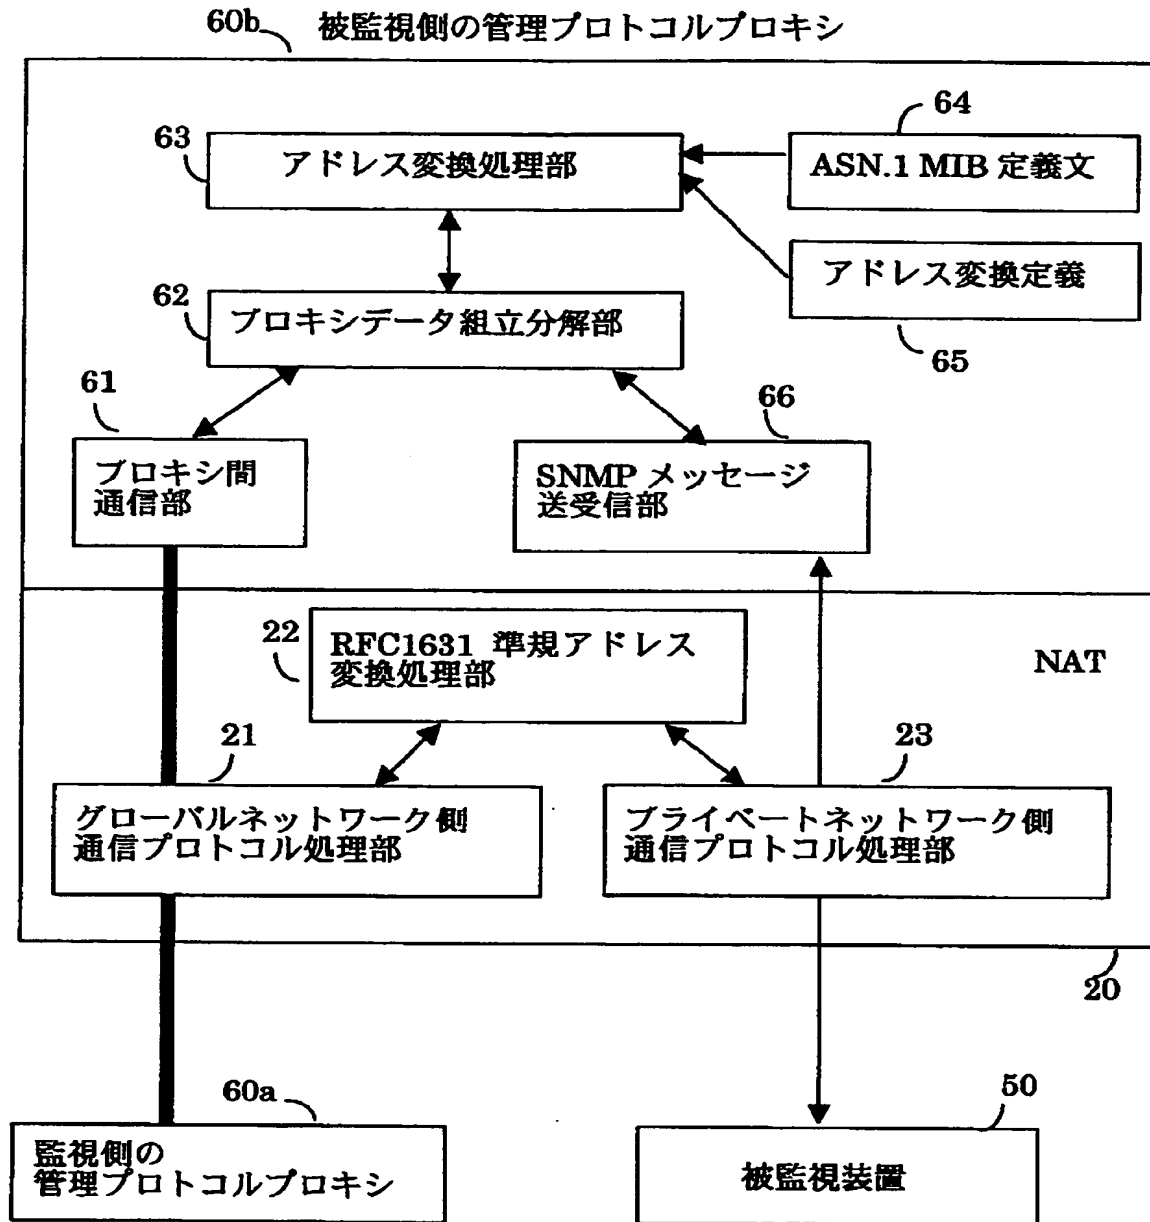 60b 被監視側の管理プロトコルプロキシ
64
63
アドレス変換処理部
ASN.1 MIB 定義文
アドレス変換定義
62
プロキシデータ組立分解部
65
61
66
プロキシ間
通信部
SNMP メッセージ
送受信部
22
RFC1631 準規アドレス
変換処理部
NAT
21
23
グローバルネットワーク側
通信プロトコル処理部
プライベートネットワーク側
通信プロトコル処理部
20
60a
50
監視側の
管理プロトコルプロキシ
被監視装置